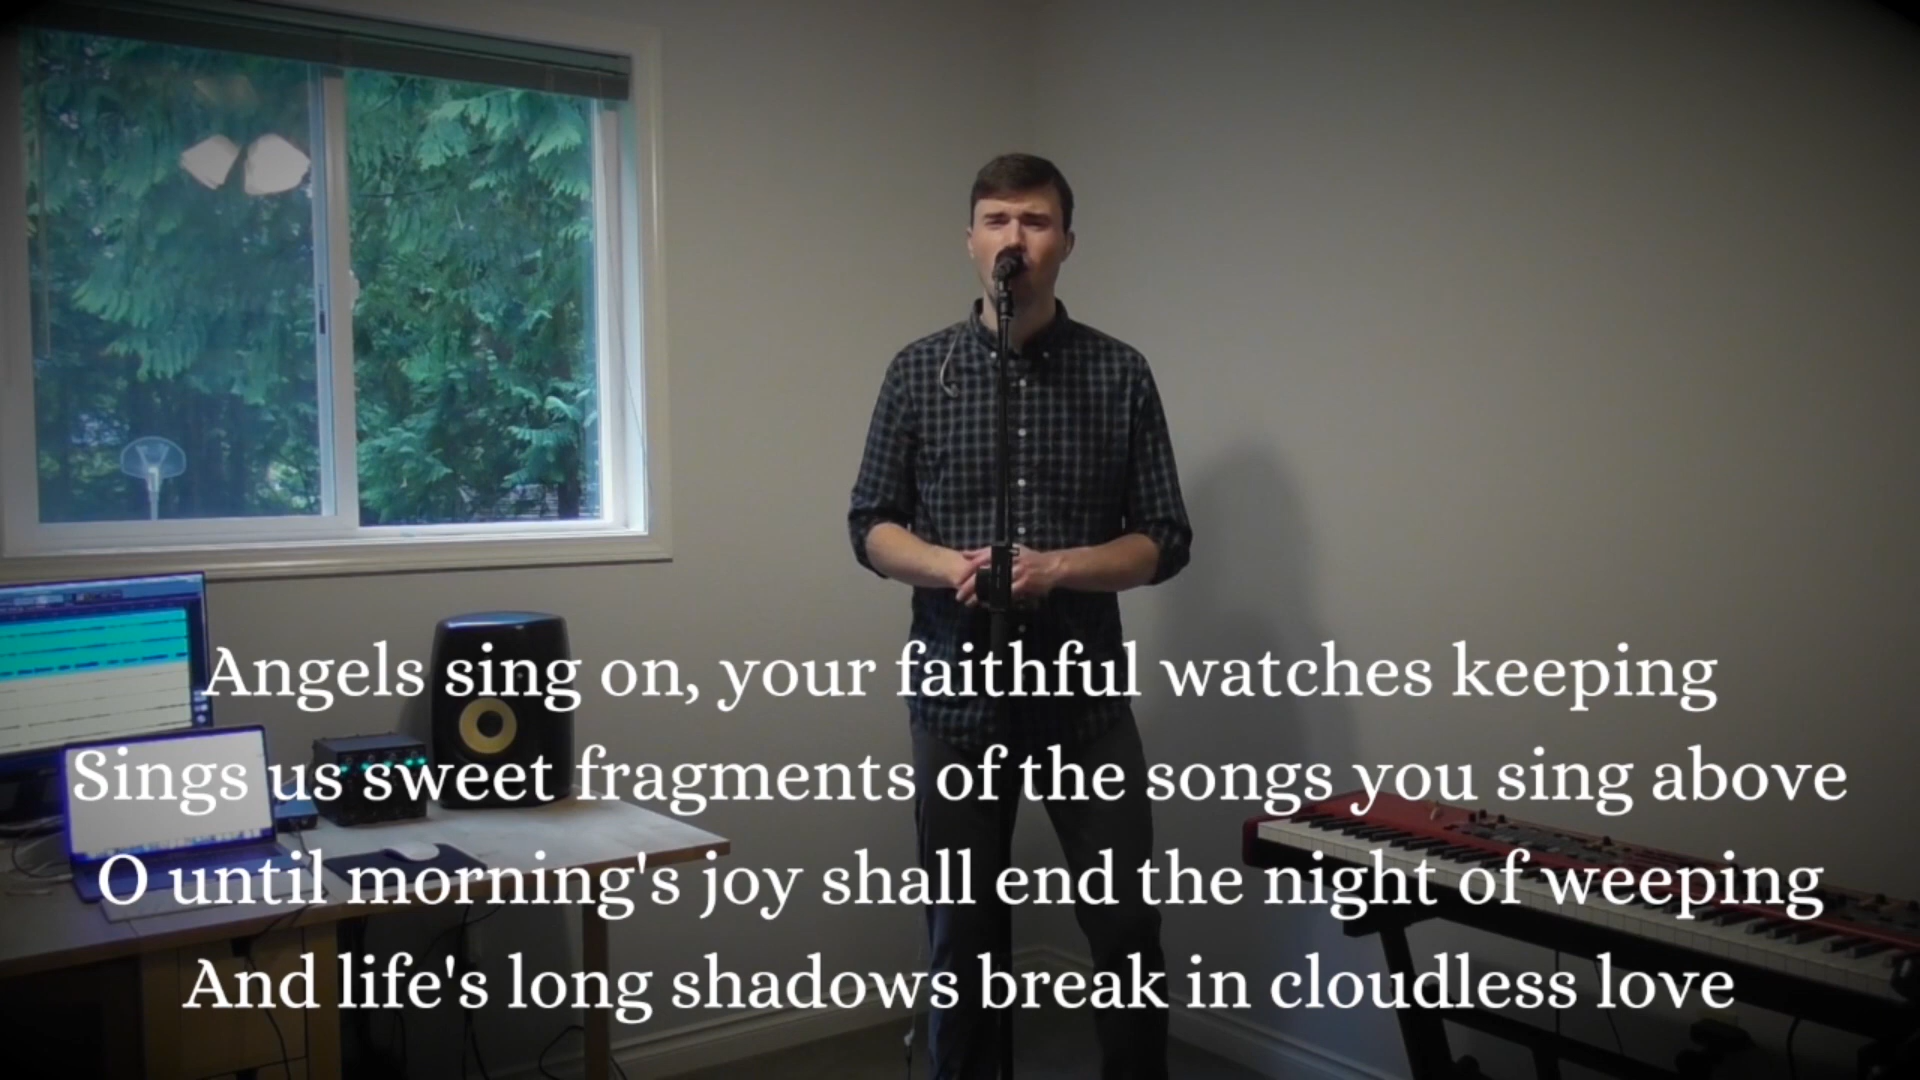 Angels sing on, your faithful watches keeping
Sings us sweet fragments of the songs you sing above
O until morning's joy shall end the night of weeping
And life's long shadows break in cloudless love